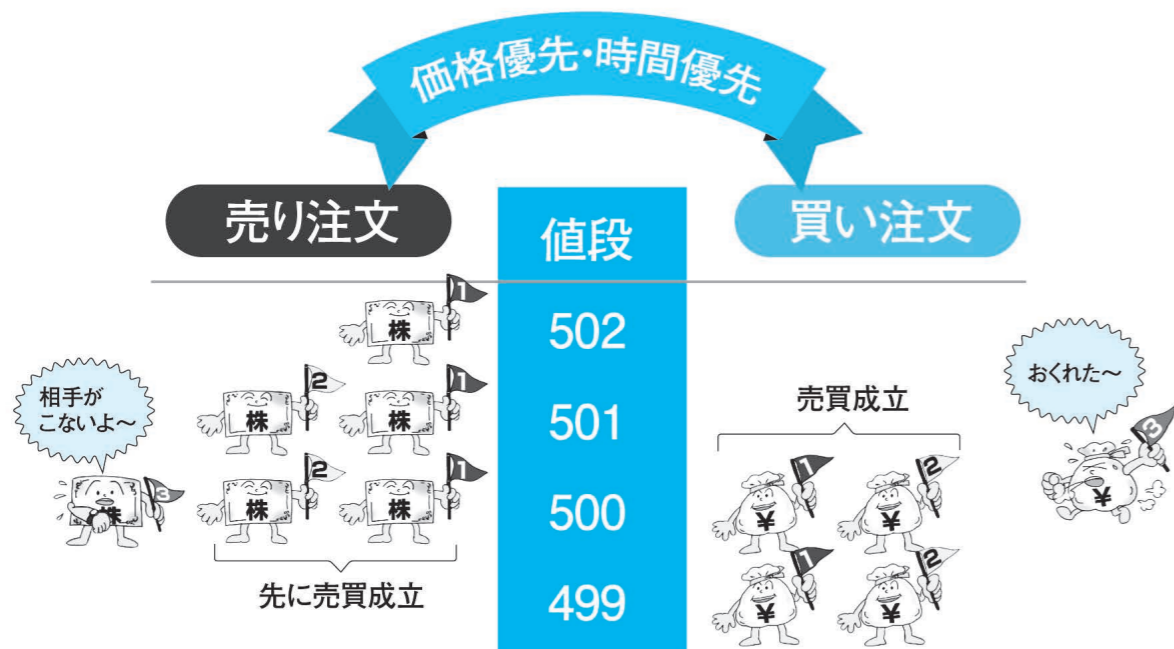 価格優先・時間優先
売り注文
値段
買い注文
1
502
相手が
こないよ〜
おくれた〜
株
2
1
501
売買成立
株
株
3
3
2
1
500
1
2
株
株
株
¥
¥
¥
先に売買成立
499
1
2
¥
¥